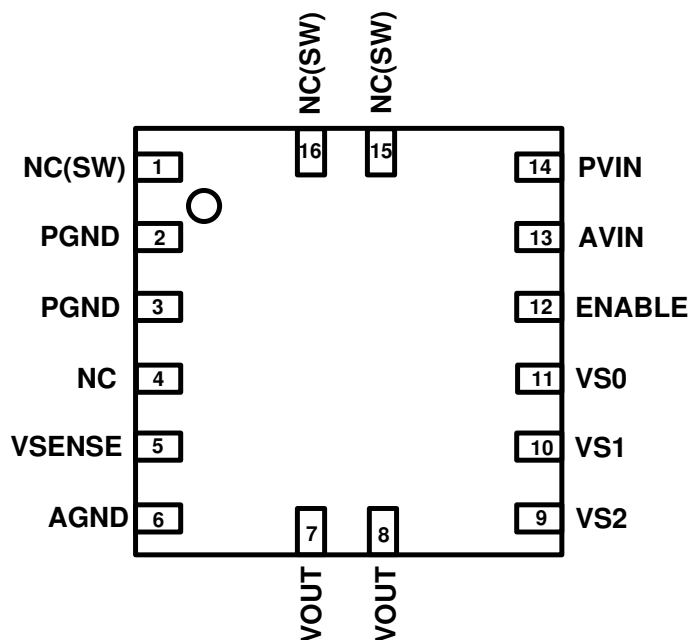 NC(SW)
NC(SW)
16
15
NC(SW)
1
14
PVIN
PGND
2
13
AVIN
PGND
3
12
ENABLE
NC
4
11
VS0
VSENSE
5
10
VS1
AGND
6
9
VS2
7
8
VOUT
VOUT